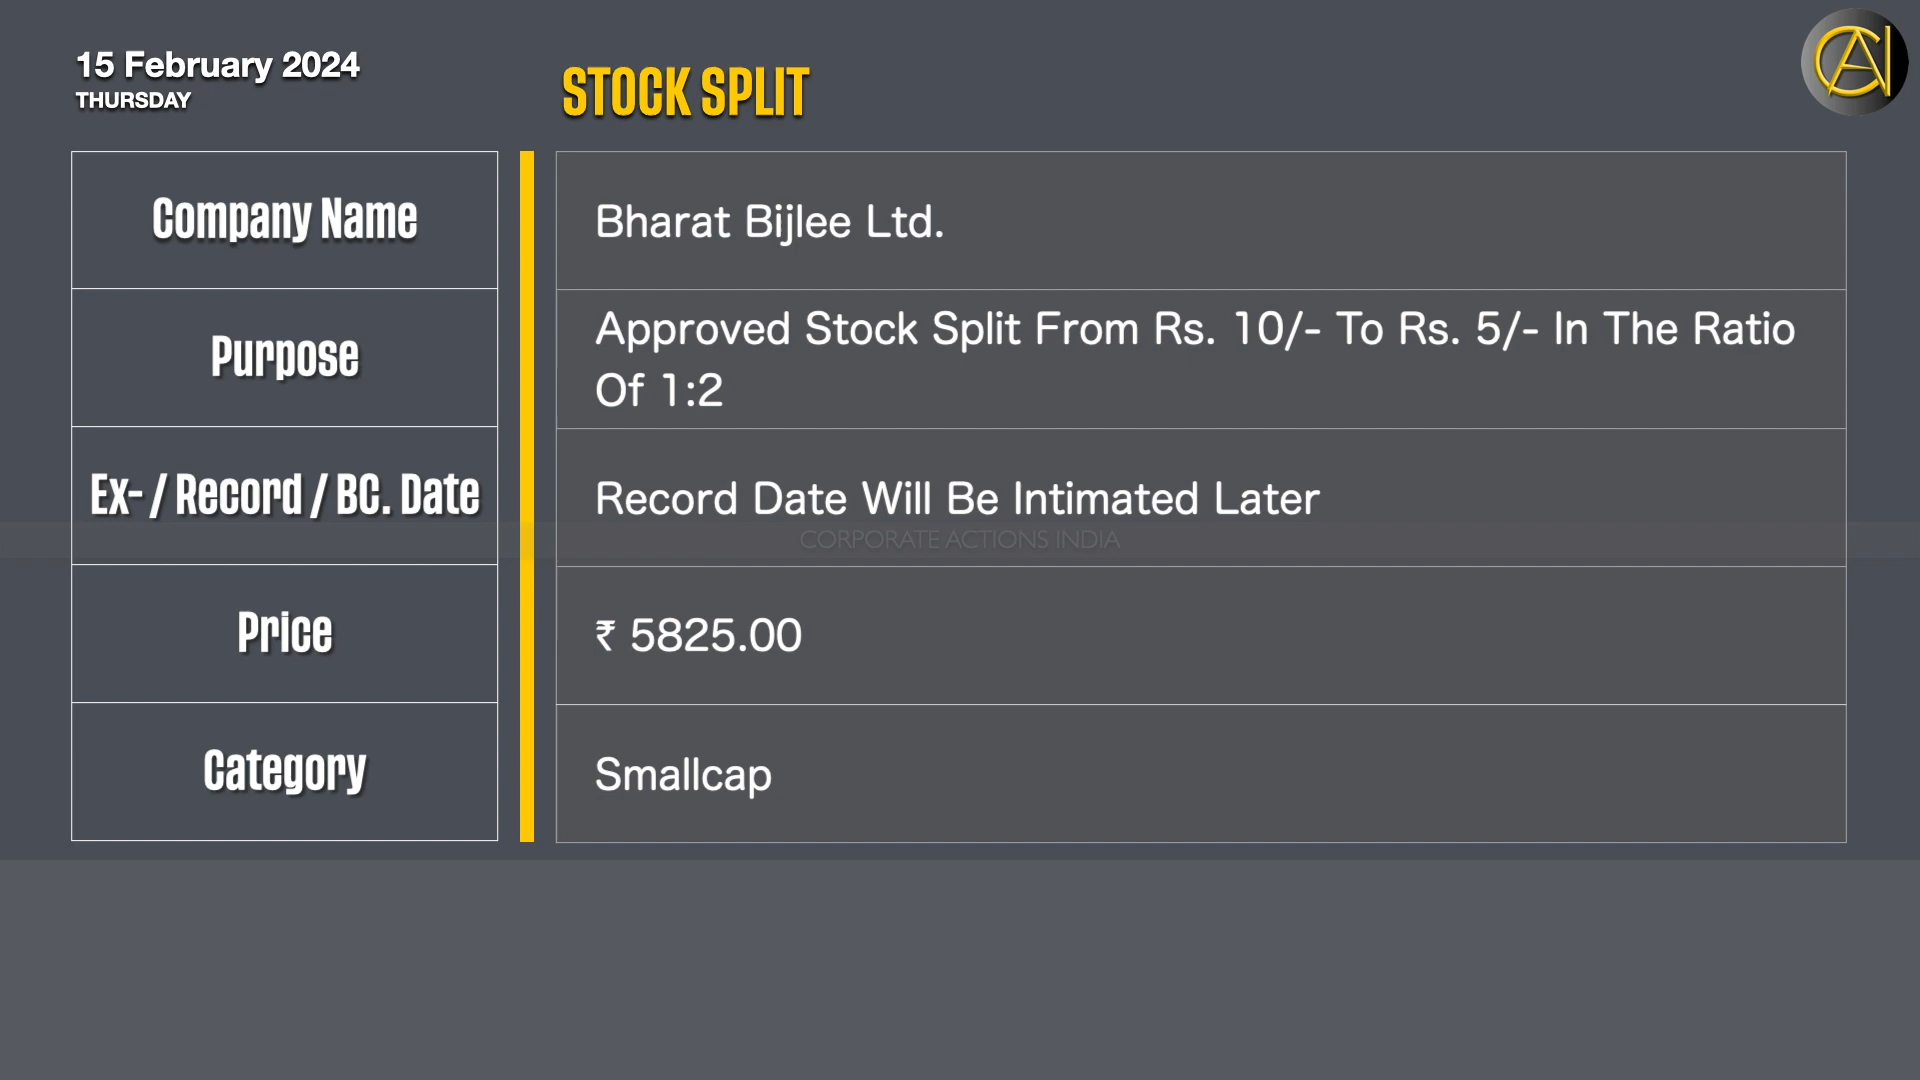 15 February 2024
THURSDAY
STOCK SPLIT
Company Name
Bharat Bijlee Ltd.
Purpose
Approved Stock Split From Rs. 10/- To Rs. 5/- In The Ratio
Of 1:2
Ex- / Record / BC. Date
Record Date Will Be Intimated Later
CORPORATE ACTIONS INDIA
Price
₹ 5825.00
Category
Smallcap
CAI